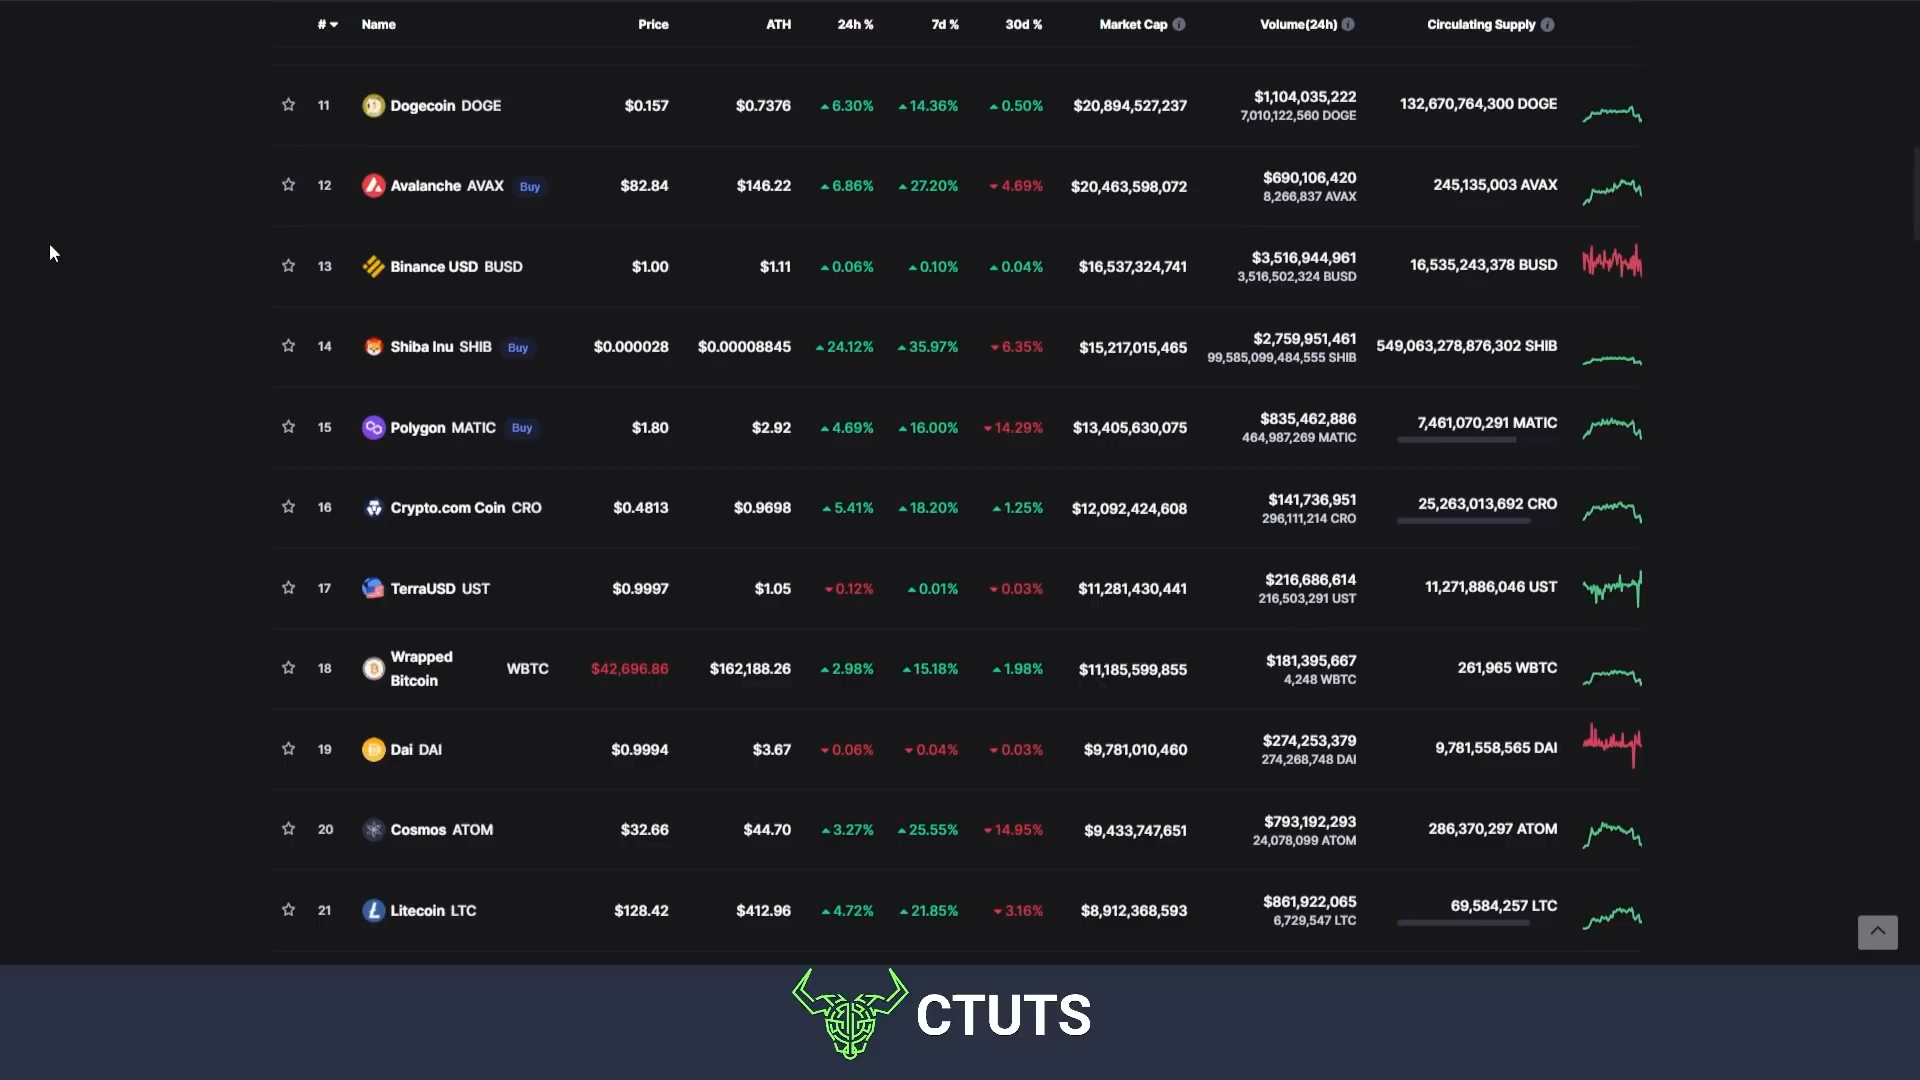 # Name Price ATH 24h % 7d % 30d % Market Cap Volume(24h) Circulating Supply
11 Dogecoin DOGE $0.157 $0.7376 6.30% 14.36% 0.50% $20,894,527,237 $1,104,035,222 132,670,764,300 DOGE
7,010,122,560 DOGE
12 Avalanche AVAX Buy $82.84 $146.22 6.86% 27.20% 4.69% $20,463,598,072 $690,106,420 245,135,003 AVAX
8,266,837 AVAX
13 Binance USD BUSD $1.00 $1.11 0.06% 0.10% 0.04% $16,537,324,741 $3,516,944,961 16,535,243,378 BUSD
3,516,502,324 BUSD
14 Shiba Inu SHIB Buy $0.000028 $0.00008845 24.12% 35.97% 6.35% $15,217,015,465 $2,759,951,461 549,063,278,876,302 SHIB
99,585,099,484,555 SHIB
15 Polygon MATIC Buy $1.80 $2.92 4.69% 16.00% 14.29% $13,405,630,075 $835,462,886 7,461,070,291 MATIC
464,987,269 MATIC
16 Crypto.com Coin CRO $0.4813 $0.9698 5.41% 18.20% 1.25% $12,092,424,608 $141,736,951 25,263,013,692 CRO
296,111,214 CRO
17 TerraUSD UST $0.9997 $1.05 0.12% 0.01% 0.03% $11,281,430,441 $216,686,614 11,271,886,046 UST
216,503,291 UST
18 Wrapped Bitcoin WBTC $42,696.86 $162,188.26 2.98% 15.18% 1.98% $11,185,599,855 $181,395,667 261,965 WBTC
4,248 WBTC
19 Dai DAI $0.9994 $3.67 0.06% 0.04% 0.03% $9,781,010,460 $274,253,379 9,781,558,565 DAI
274,268,748 DAI
20 Cosmos ATOM $32.66 $44.70 3.27% 25.55% 14.95% $9,433,747,651 $793,192,293 286,370,297 ATOM
24,078,099 ATOM
21 Litecoin LTC $128.42 $412.96 4.72% 21.85% 3.16% $8,912,368,593 $861,922,065 69,584,257 LTC
6,729,547 LTC
CTUTS